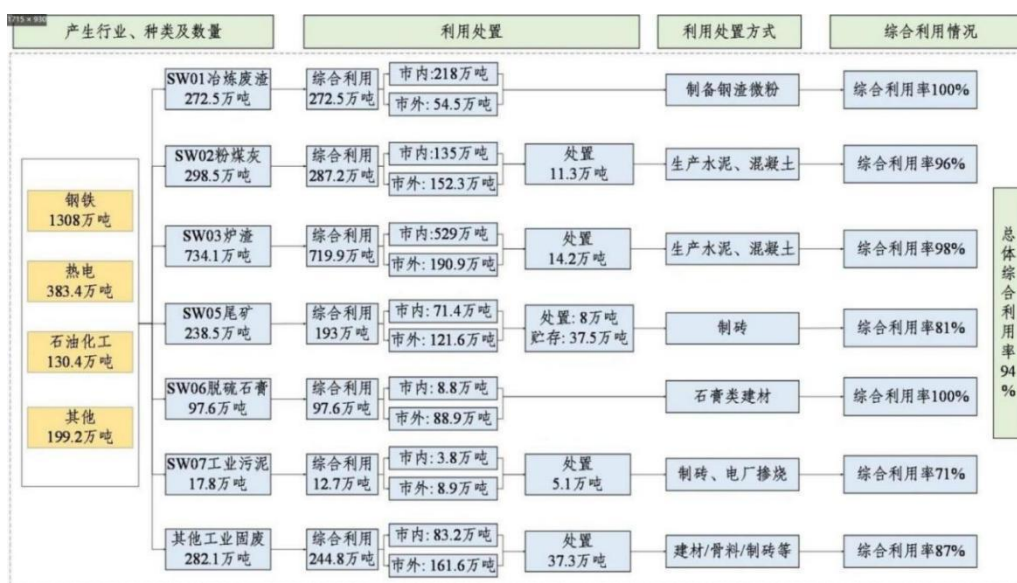 1715 × 930
产生行业、种类及数量
利用处置
利用处置方式
综合利用情况
钢铁
1308万吨
热电
383.4万吨
石油化工
130.4万吨
其他
199.2万吨
SW01冶炼废渣
272.5万吨
综合利用
272.5万吨
市内:218万吨
市外: 54.5万吨
制备钢渣微粉
综合利用率100%
SW02粉煤灰
298.5万吨
综合利用
287.2万吨
市内:135万吨
市外: 152.3万吨
处置
11.3万吨
生产水泥、混凝土
综合利用率96%
SW03炉渣
734.1万吨
综合利用
719.9万吨
市内:529万吨
市外: 190.9万吨
处置
14.2万吨
生产水泥、混凝土
综合利用率98%
SW05尾矿
238.5万吨
综合利用
193万吨
市内: 71.4万吨
市外: 121.6万吨
处置: 8万吨
贮存: 37.5万吨
制砖
综合利用率81%
SW06脱硫石膏
97.6万吨
综合利用
97.6万吨
市内: 8.8万吨
市外: 88.9万吨
石膏类建材
综合利用率100%
SW07工业污泥
17.8万吨
综合利用
12.7万吨
市内: 3.8万吨
市外: 8.9万吨
处置
5.1万吨
制砖、电厂掺烧
综合利用率71%
其他工业固废
282.1万吨
综合利用
244.8万吨
市内: 83.2万吨
市外: 161.6万吨
处置
37.3万吨
建材/骨料/制砖等
综合利用率87%
总体综合利用率94%